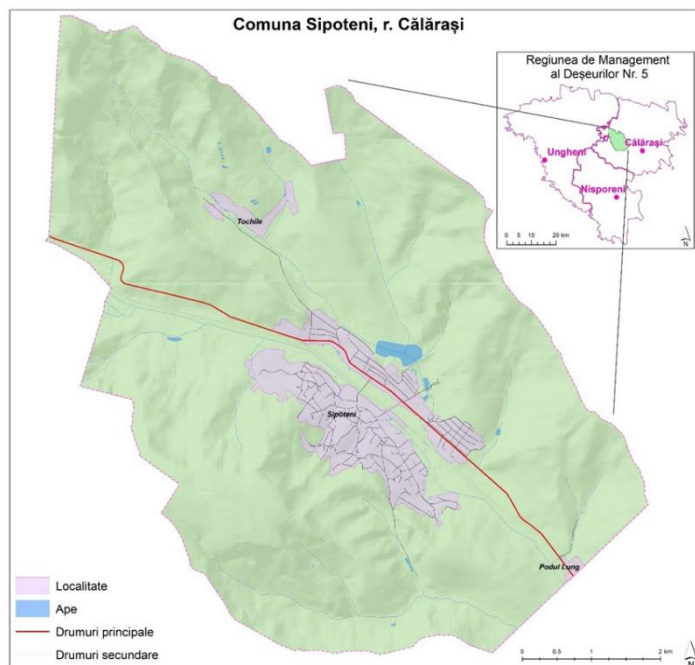 Comuna Sipoteni, r. Călărași
Regiunea de Management
al Deșeurilor Nr. 5
Călărași
Ungheni
Nisporeni
0 5 10 20 km
N
Tochile
Sipoteni
Podul Lung
Localitate
Ape
Drumuri principale
Drumuri secundare
0 0.5 1 2 km
N